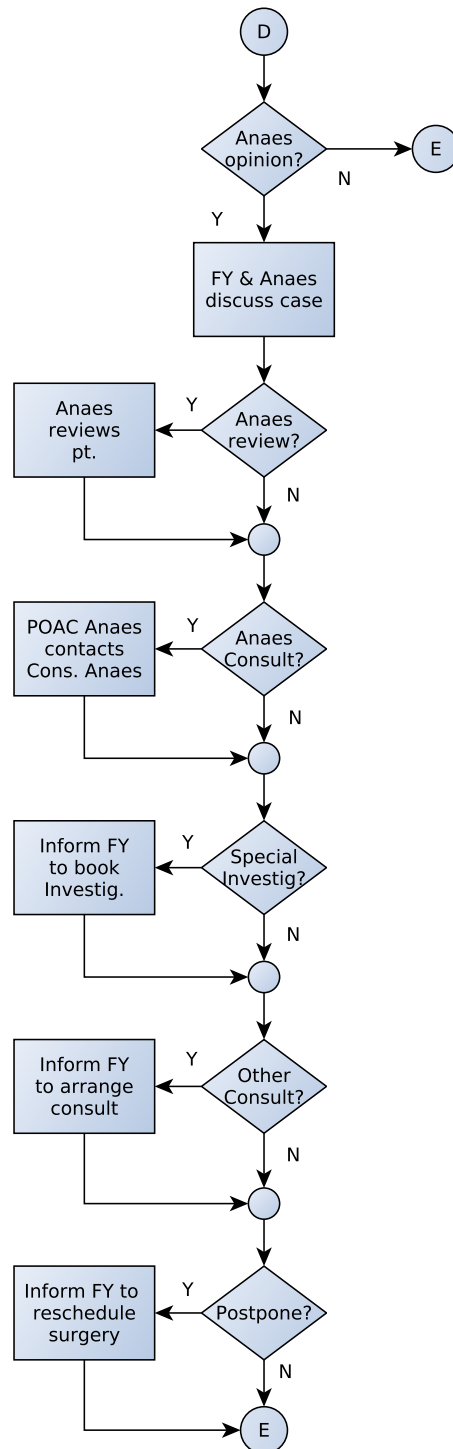 D
Anaes
opinion?
E
N
Y
FY & Anaes
discuss case
Anaes
reviews
pt.
Y
Anaes
review?
N
POAC Anaes
contacts
Cons. Anaes
Y
Anaes
Consult?
N
Inform FY
to book
Investig.
Y
Special
Investig?
N
Inform FY
to arrange
consult
Y
Other
Consult?
N
Inform FY to
reschedule
surgery
Y
Postpone?
N
E